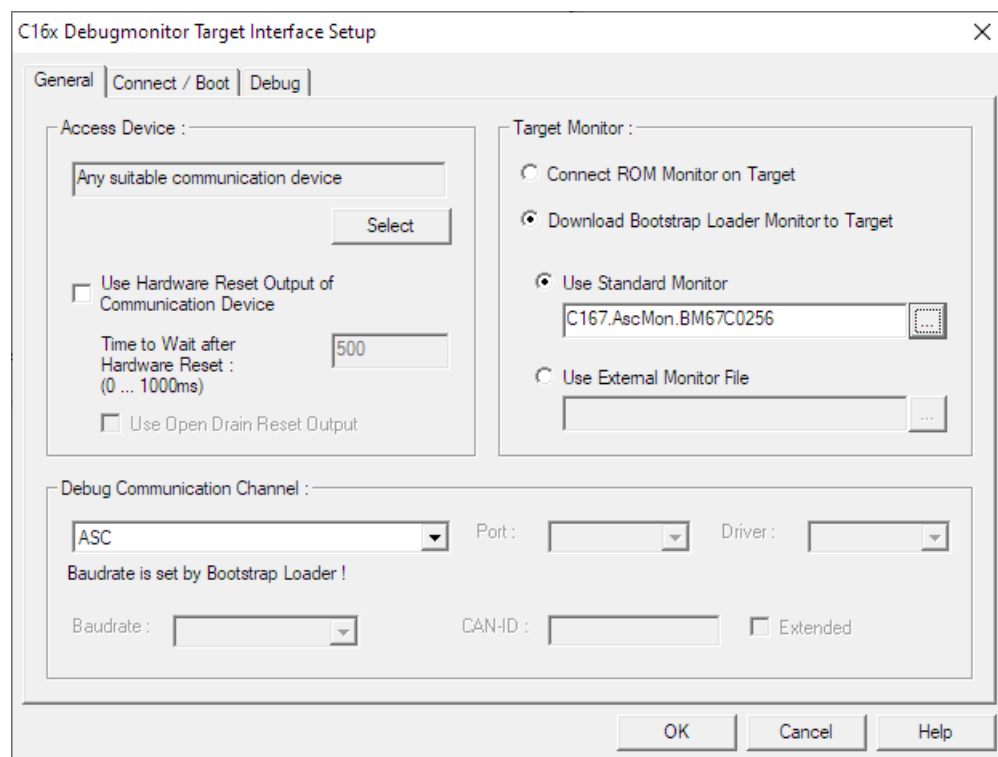 C16x Debugmonitor Target Interface Setup
General
Connect / Boot
Debug
Access Device :
Any suitable communication device
Select
Use Hardware Reset Output of
Communication Device
Time to Wait after
Hardware Reset :
(0 ... 1000ms)
500
Use Open Drain Reset Output
Target Monitor :
Connect ROM Monitor on Target
Download Bootstrap Loader Monitor to Target
Use Standard Monitor
C167.AscMon.BM67C0256
...
Use External Monitor File
...
Debug Communication Channel :
ASC
Port :
Driver :
Baudrate is set by Bootstrap Loader !
Baudrate :
CAN-ID :
Extended
OK
Cancel
Help